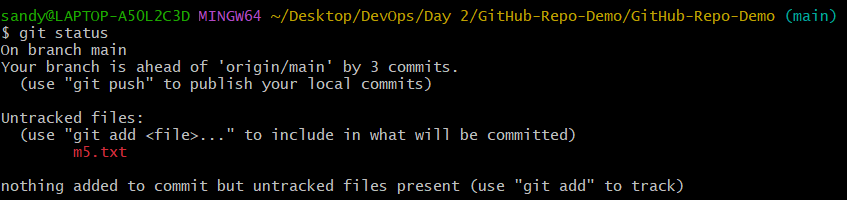 sandy@LAPTOP-A5OL2C3D MINGW64 ~/Desktop/DevOps/Day 2/GitHub-Repo-Demo/GitHub-Repo-Demo (main)
$ git status
On branch main
Your branch is ahead of 'origin/main' by 3 commits.
  (use "git push" to publish your local commits)

Untracked files:
  (use "git add <file>..." to include in what will be committed)
        m5.txt

nothing added to commit but untracked files present (use "git add" to track)